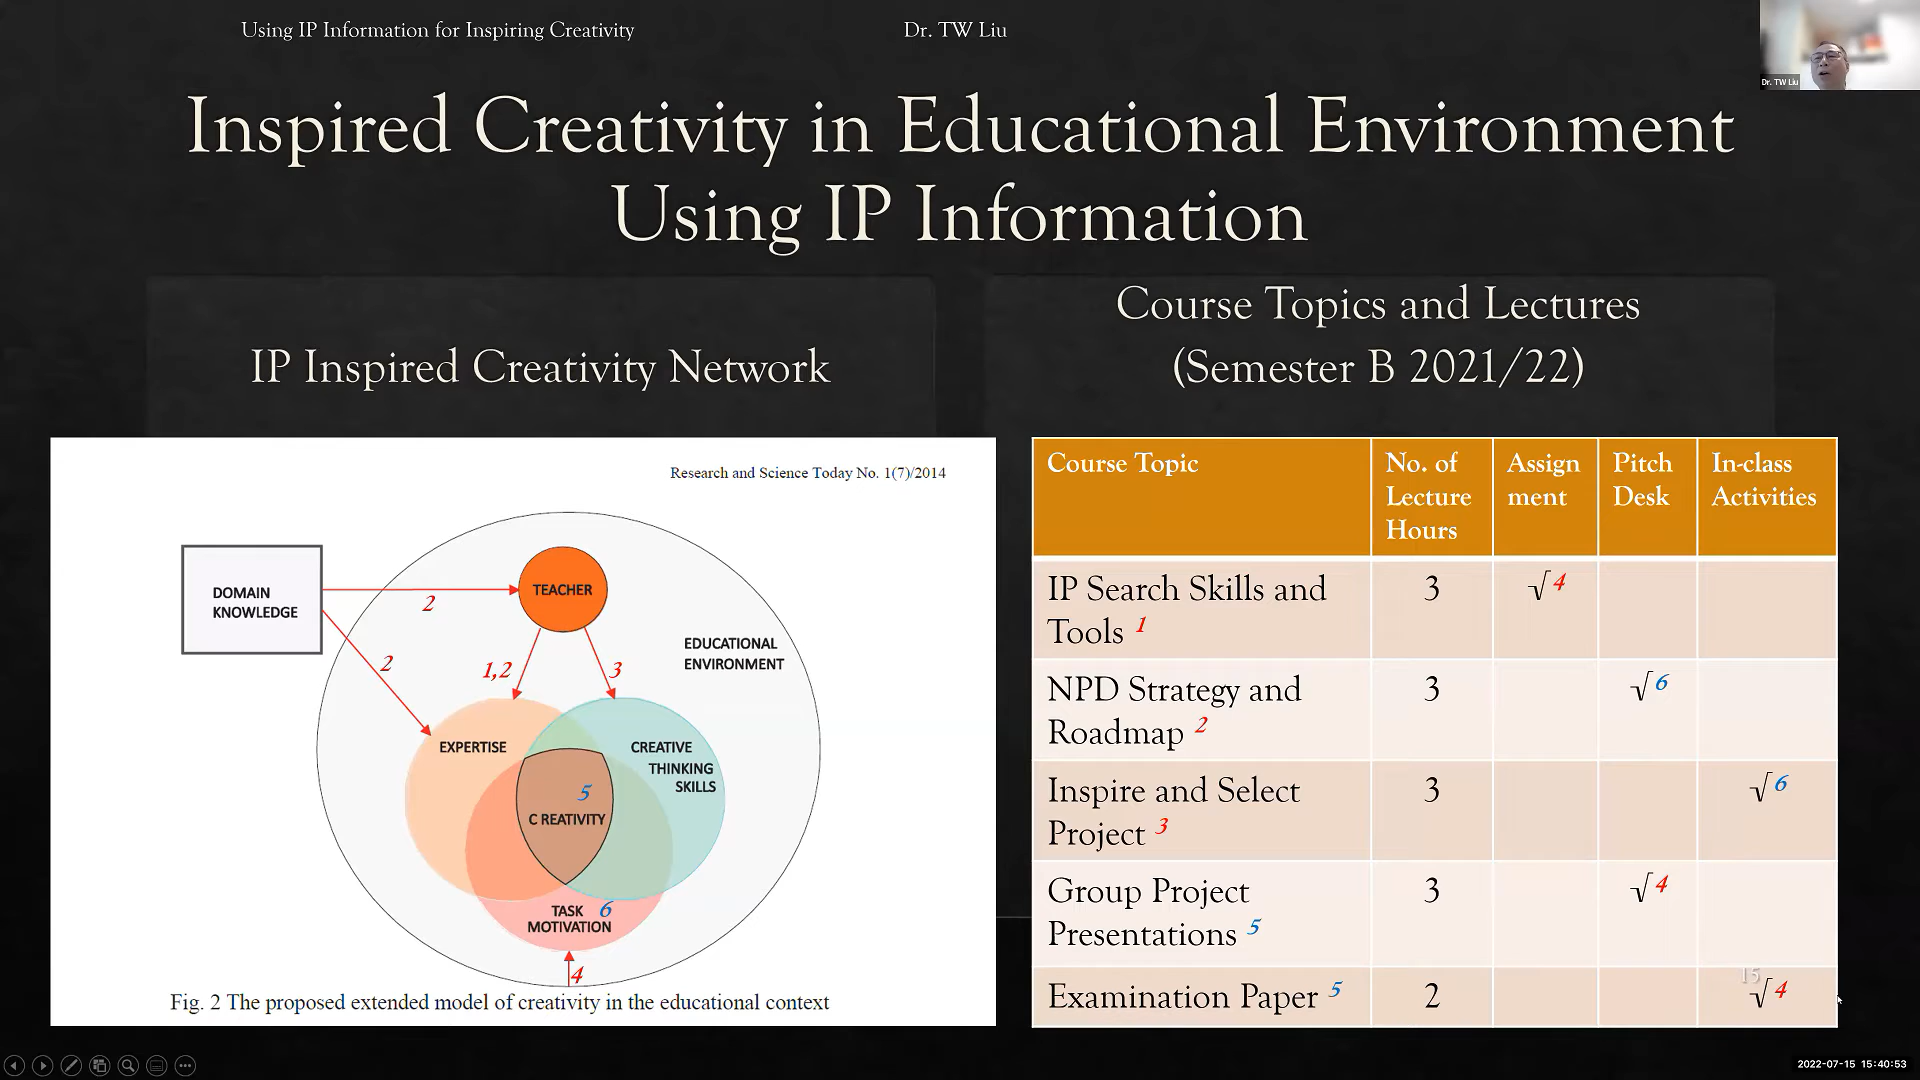 Using IP Information for Inspiring Creativity
Dr. TW Liu
Dr. TW Liu
Inspired Creativity in Educational Environment
Using IP Information
IP Inspired Creativity Network
Course Topics and Lectures
(Semester B 2021/22)
Research and Science Today No. 1(7)/2014
DOMAIN
KNOWLEDGE
2
2
TEACHER
1,2
3
EDUCATIONAL
ENVIRONMENT
EXPERTISE
CREATIVE
THINKING
SKILLS
5
C REATIVITY
TASK 6
MOTIVATION
4
Fig. 2 The proposed extended model of creativity in the educational context
Course Topic
No. of
Lecture
Hours
Assign
ment
Pitch
Desk
In-class
Activities
IP Search Skills and
Tools 1
3
√4
NPD Strategy and
Roadmap 2
3
√6
Inspire and Select
Project 3
3
√6
Group Project
Presentations 5
3
√4
Examination Paper 5
2
15
√4
2022-07-15 15:40:53